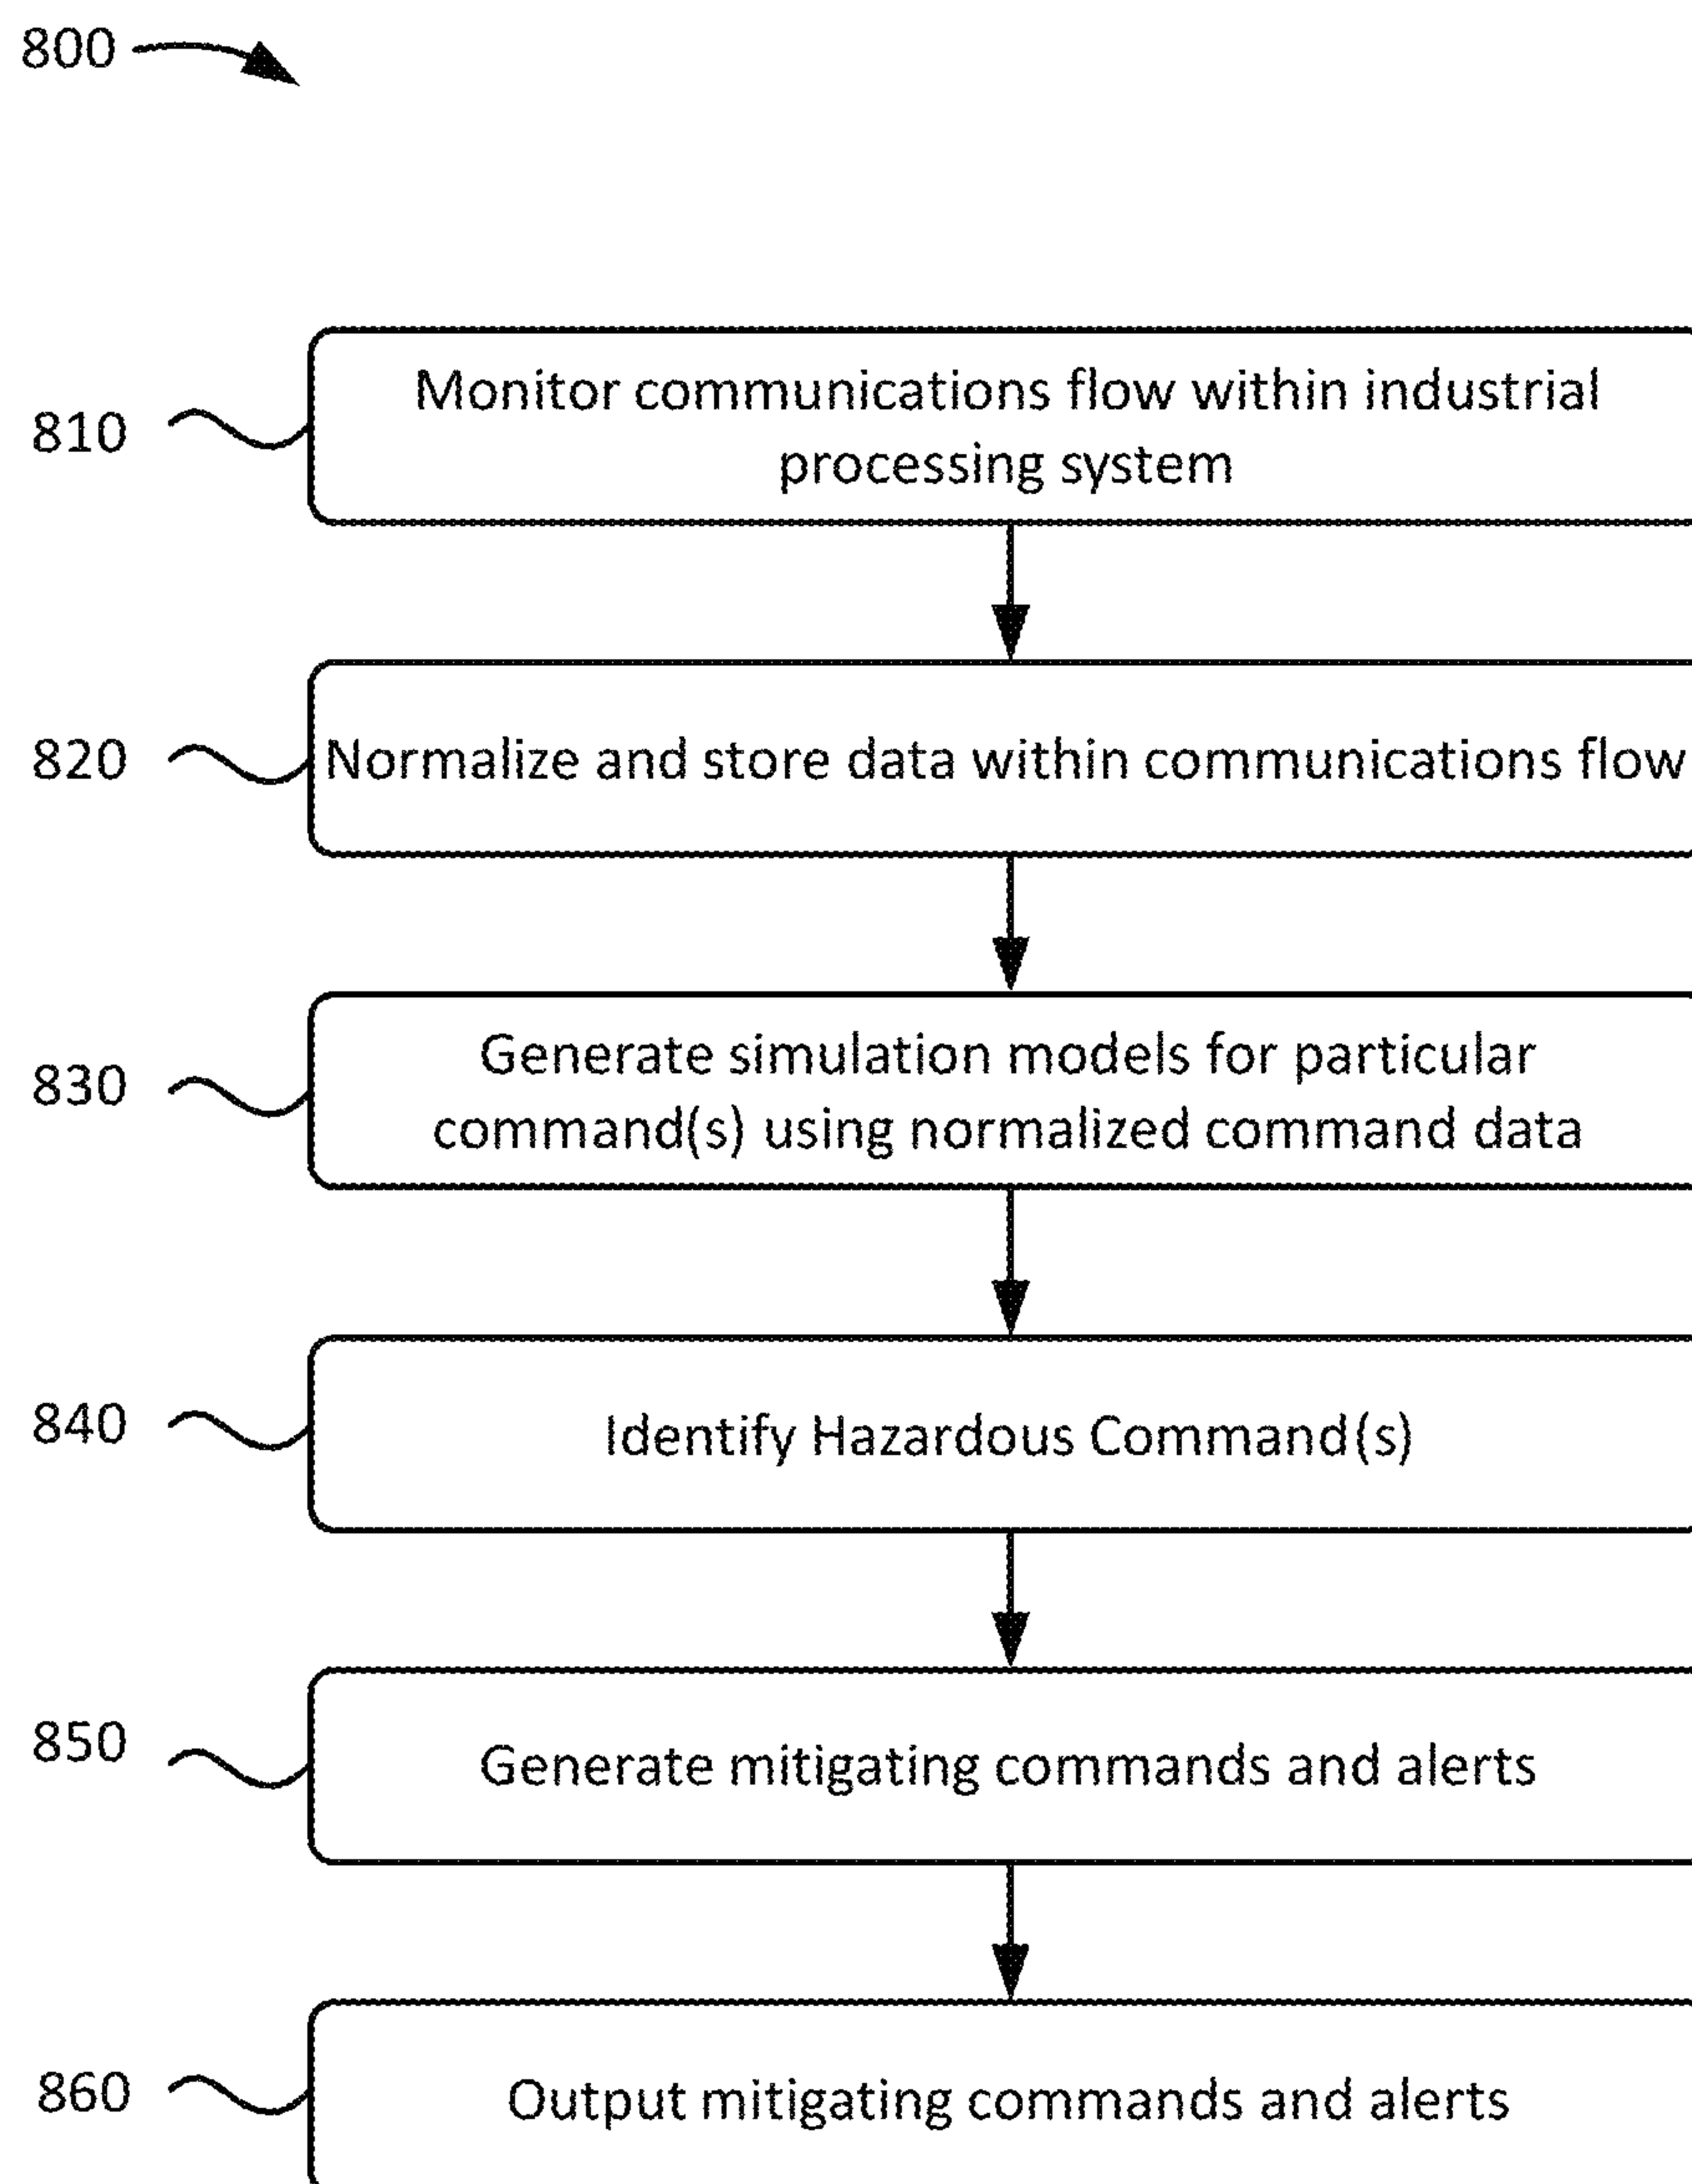 800
810
Monitor communications flow within industrial
processing system
820
Normalize and store data within communications flow
830
Generate simulation models for particular
command(s) using normalized command data
840
Identify Hazardous Command(s)
850
Generate mitigating commands and alerts
860
Output mitigating commands and alerts